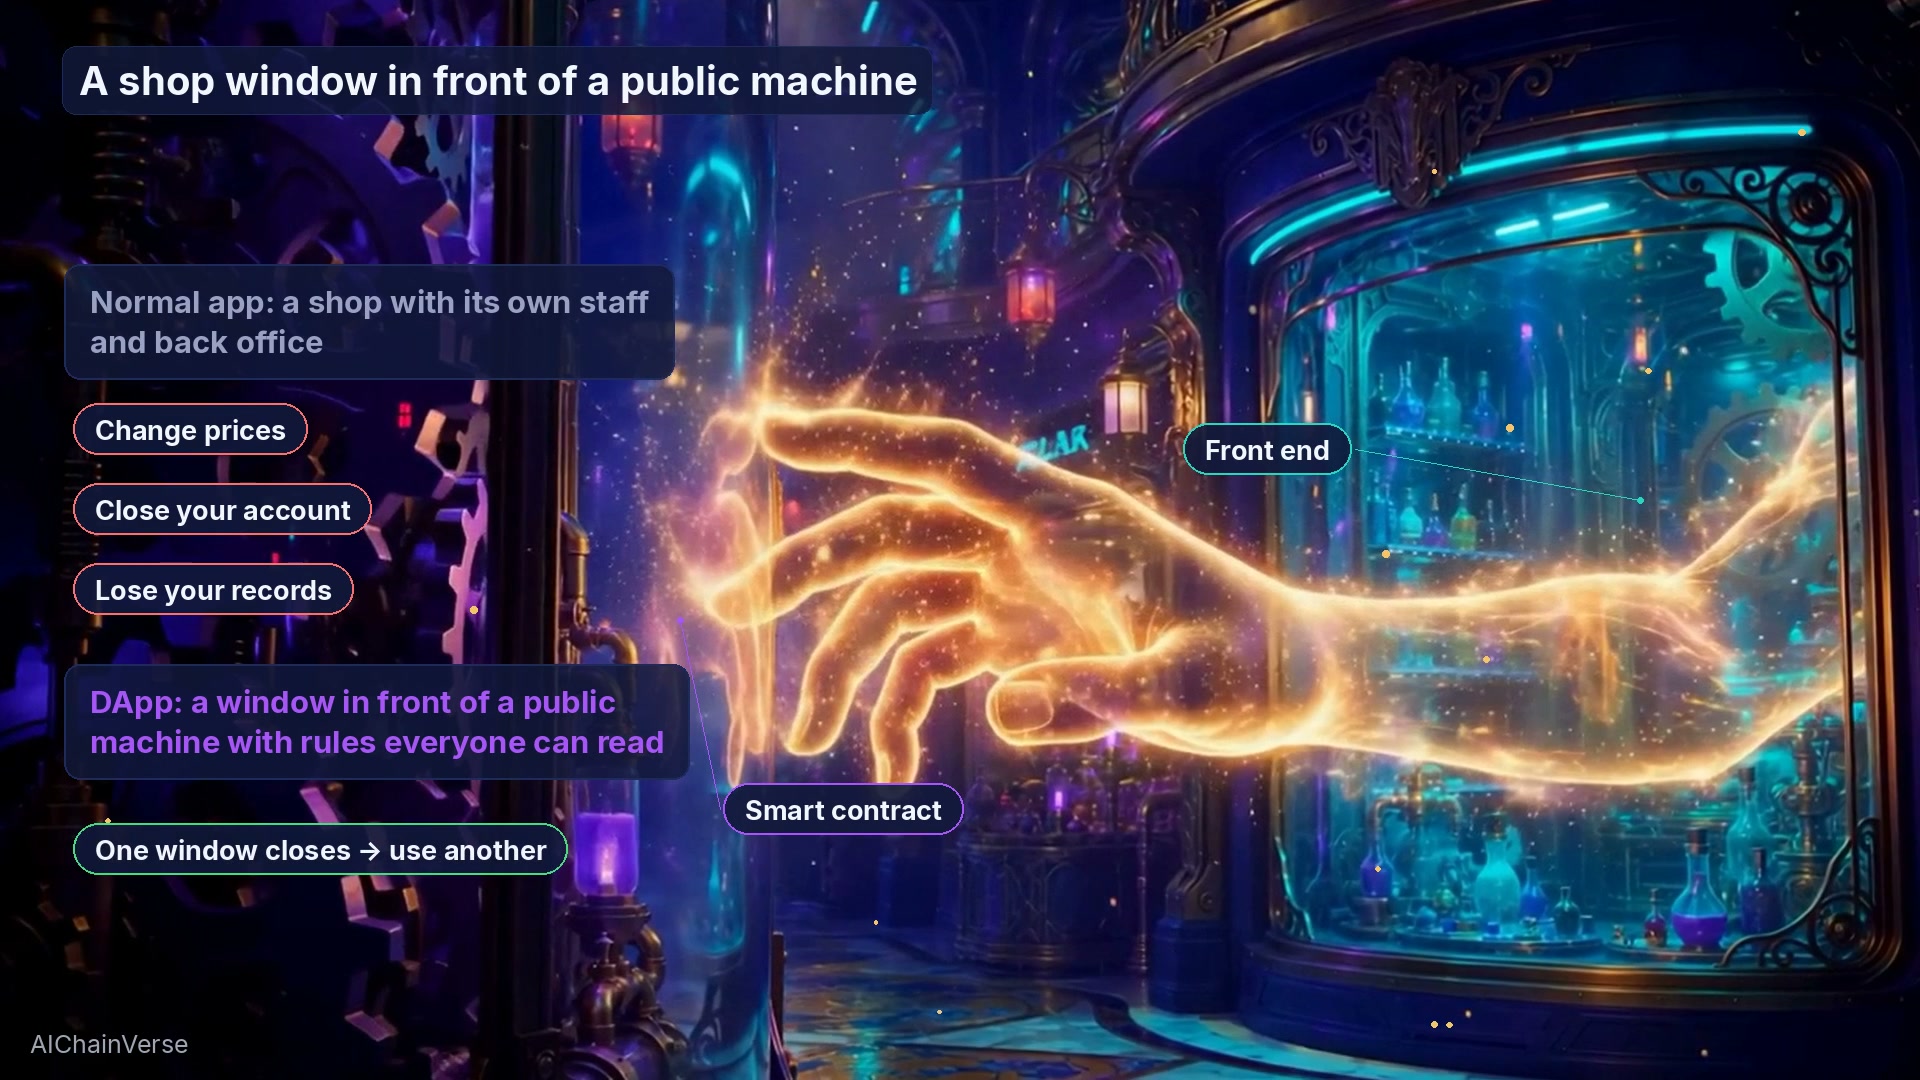 A shop window in front of a public machine
Normal app: a shop with its own staff
and back office
Change prices
Close your account
Lose your records
DApp: a window in front of a public
machine with rules everyone can read
One window closes → use another
Front end
Smart contract
AIChainVerse